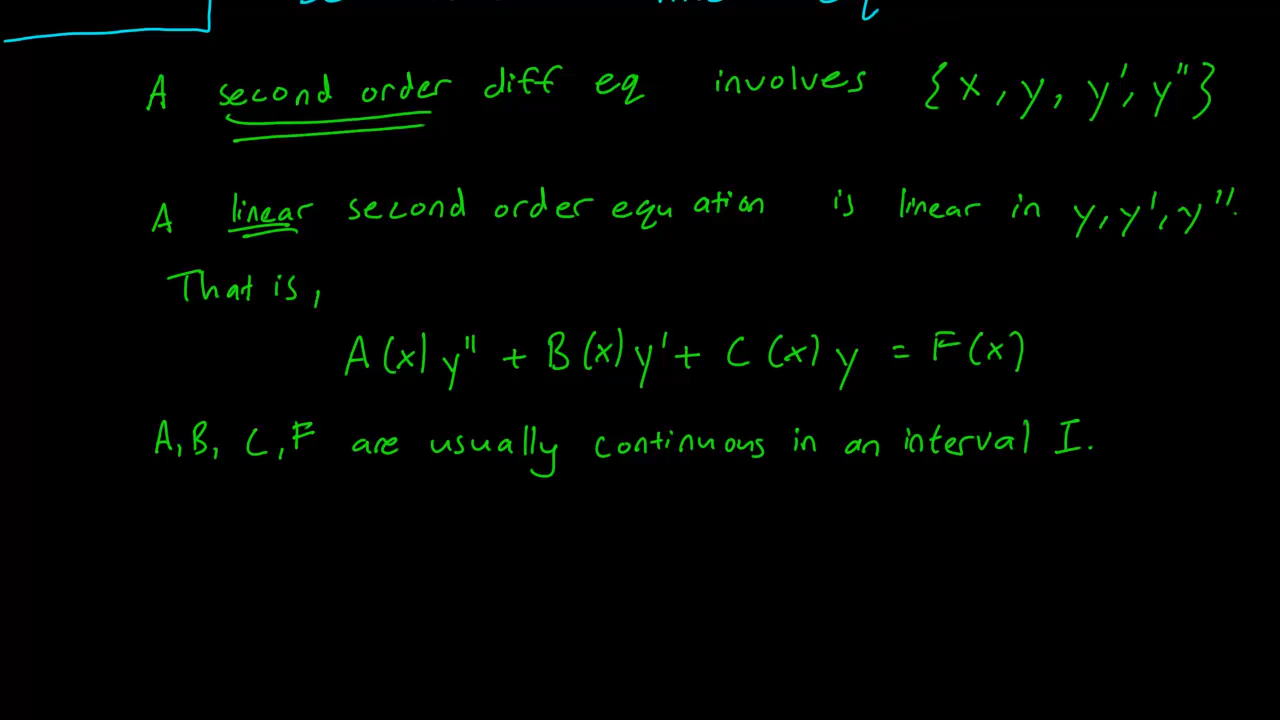 A second order diff eq involves {x, y, y', y''}
A linear second order equation is linear in y, y', y''.
That is,
A(x) y'' + B(x) y' + C(x) y = F(x)
A, B, C, F are usually continuous in an interval I.